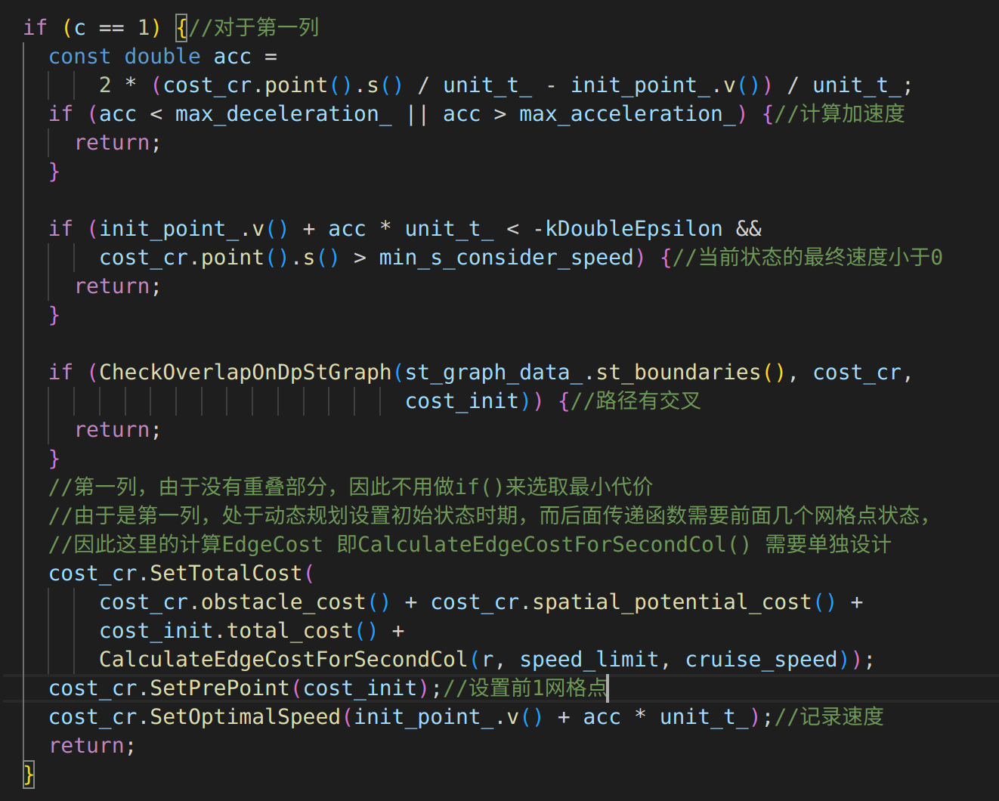 if (c == 1) {//对于第一列
const double acc =
2 * (cost_cr.point().s() / unit_t_ - init_point_.v()) / unit_t_;
if (acc < max_deceleration_ || acc > max_acceleration_) {//计算加速度
return;
}
if (init_point_.v() + acc * unit_t_ < -kDoubleEpsilon &&
cost_cr.point().s() > min_s_consider_speed) {//当前状态的最终速度小于0
return;
}
if (CheckOverlapOnDpStGraph(st_graph_data_.st_boundaries(), cost_cr,
cost_init)) {//路径有交叉
return;
}
//第一列，由于没有重叠部分，因此不用做if()来选取最小代价
//由于是第一列，处于动态规划设置初始状态时期，而后面传递函数需要前面几个网格点状态，
//因此这里的计算EdgeCost 即CalculateEdgeCostForSecondCol() 需要单独设计
cost_cr.SetTotalCost(
cost_cr.obstacle_cost() + cost_cr.spatial_potential_cost() +
cost_init.total_cost() +
CalculateEdgeCostForSecondCol(r, speed_limit, cruise_speed));
cost_cr.SetPrePoint(cost_init);//设置前1网格点
cost_cr.SetOptimalSpeed(init_point_.v() + acc * unit_t_);//记录速度
return;
}